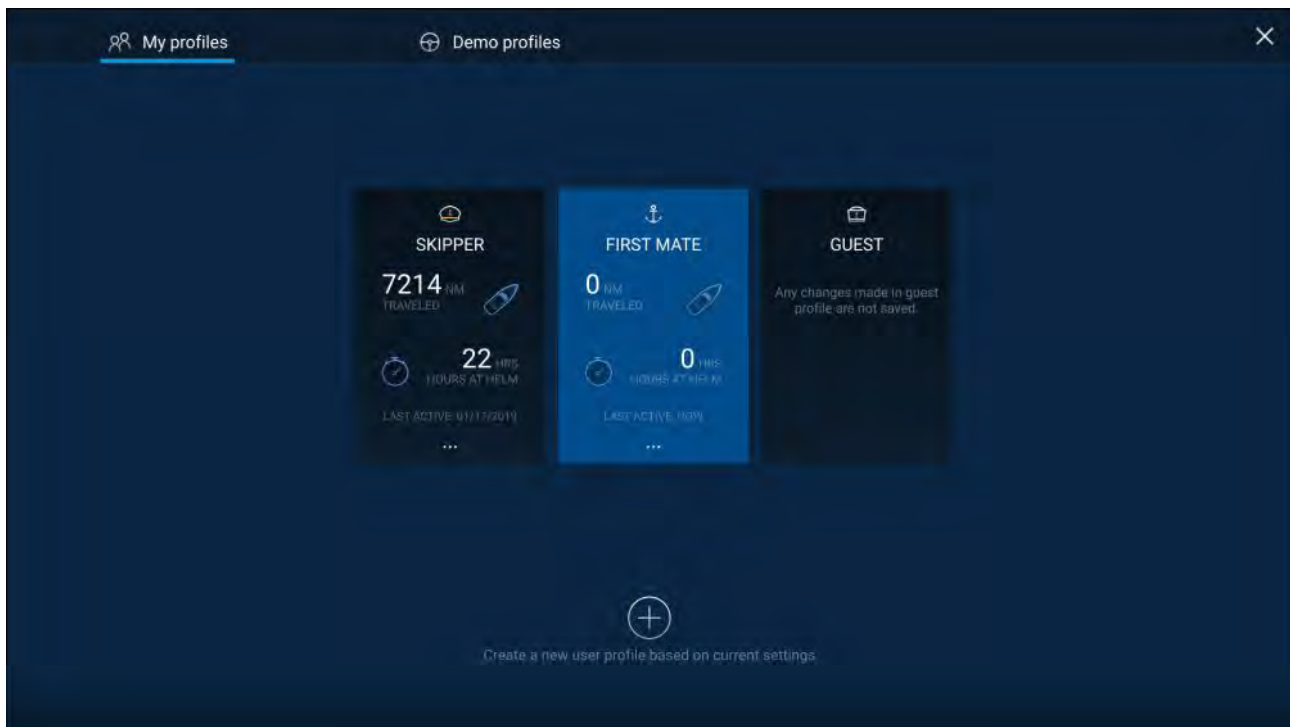 My profiles
Demo profiles
SKIPPER
7214 NM
TRAVELED
22 HRS
HOURS AT HELM
LAST ACTIVE: 01/17/2019
...
FIRST MATE
0 NM
TRAVELED
0 HRS
HOURS AT HELM
LAST ACTIVE: NOW
...
GUEST
Any changes made in guest
profile are not saved.
Create a new user profile based on current settings